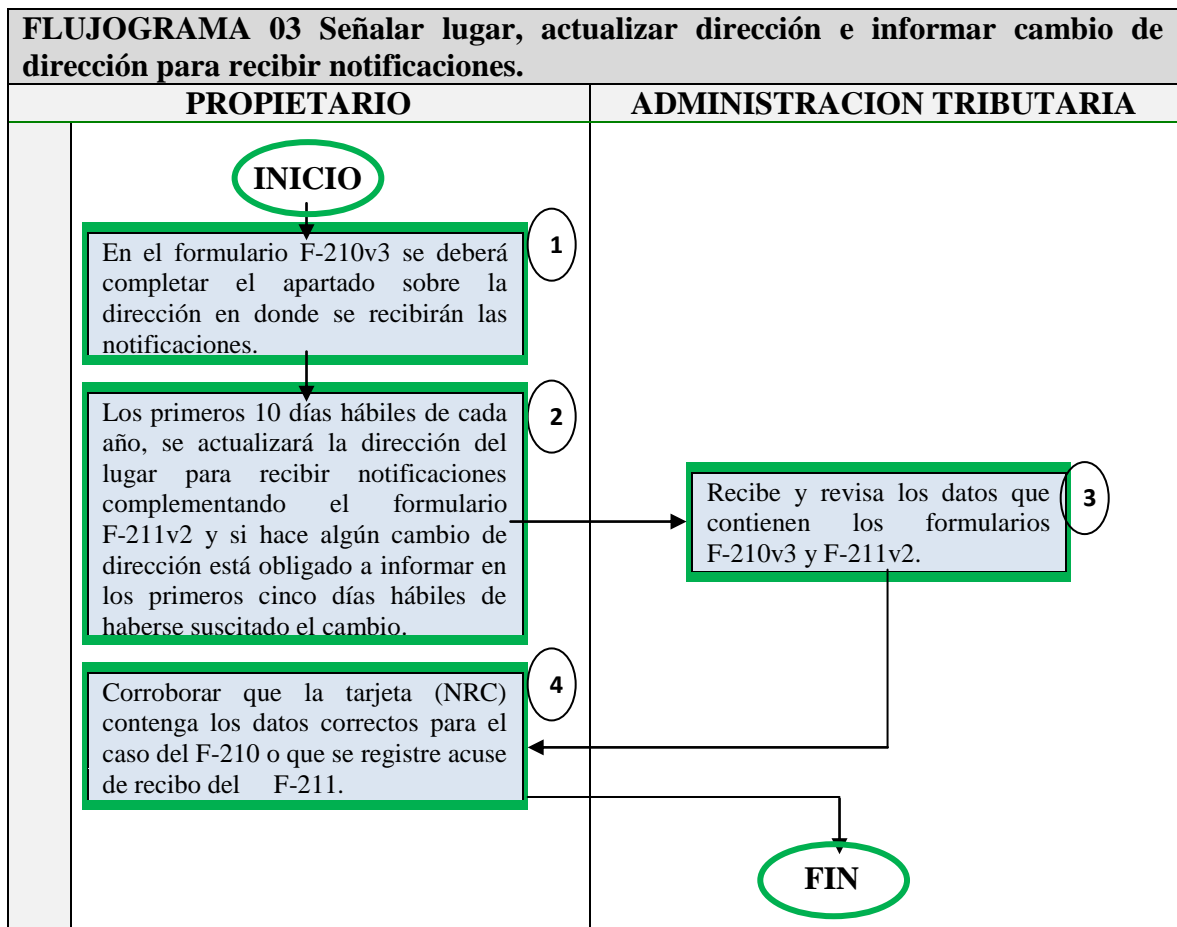 FLUJOGRAMA 03 Señalar lugar, actualizar dirección e informar cambio de
dirección para recibir notificaciones.
PROPIETARIO
ADMINISTRACION TRIBUTARIA
INICIO
1
En el formulario F-210v3 se deberá
completar el apartado sobre la
dirección en donde se recibirán las
notificaciones.
2
Los primeros 10 días hábiles de cada
año, se actualizará la dirección del
lugar para recibir notificaciones
complementando el formulario
F-211v2 y si hace algún cambio de
dirección está obligado a informar en
los primeros cinco días hábiles de
haberse suscitado el cambio.
3
Recibe y revisa los datos que
contienen los formularios
F-210v3 y F-211v2.
4
Corroborar que la tarjeta (NRC)
contenga los datos correctos para el
caso del F-210 o que se registre acuse
de recibo del F-211.
FIN